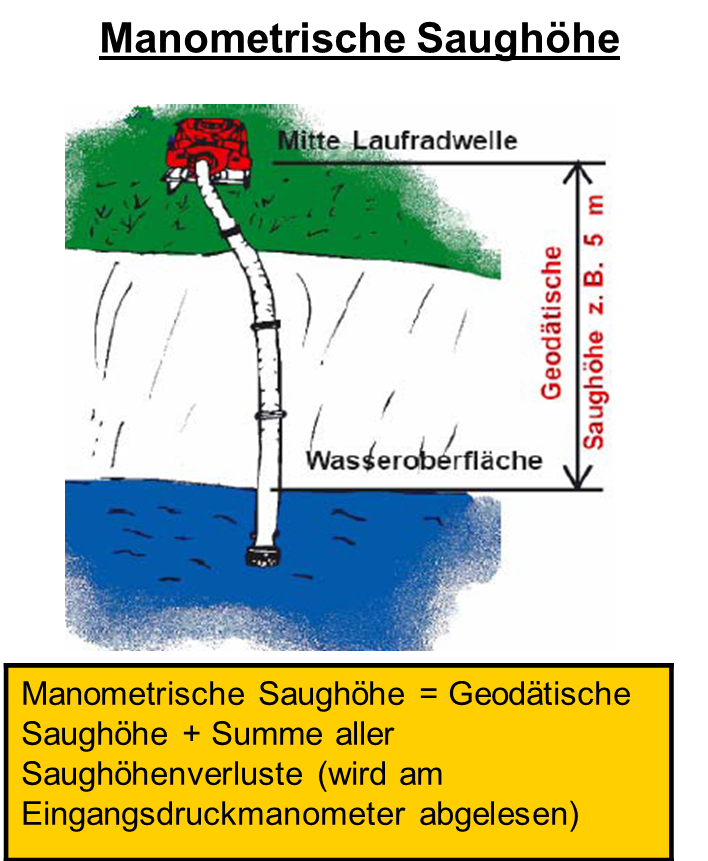 Manometrische Saughöhe
Mitte Laufradwelle
Geodätische
Saughöhe z. B. 5 m
Wasseroberfläche
Manometrische Saughöhe = Geodätische
Saughöhe + Summe aller
Saughöhenverluste (wird am
Eingangsdruckmanometer abgelesen)